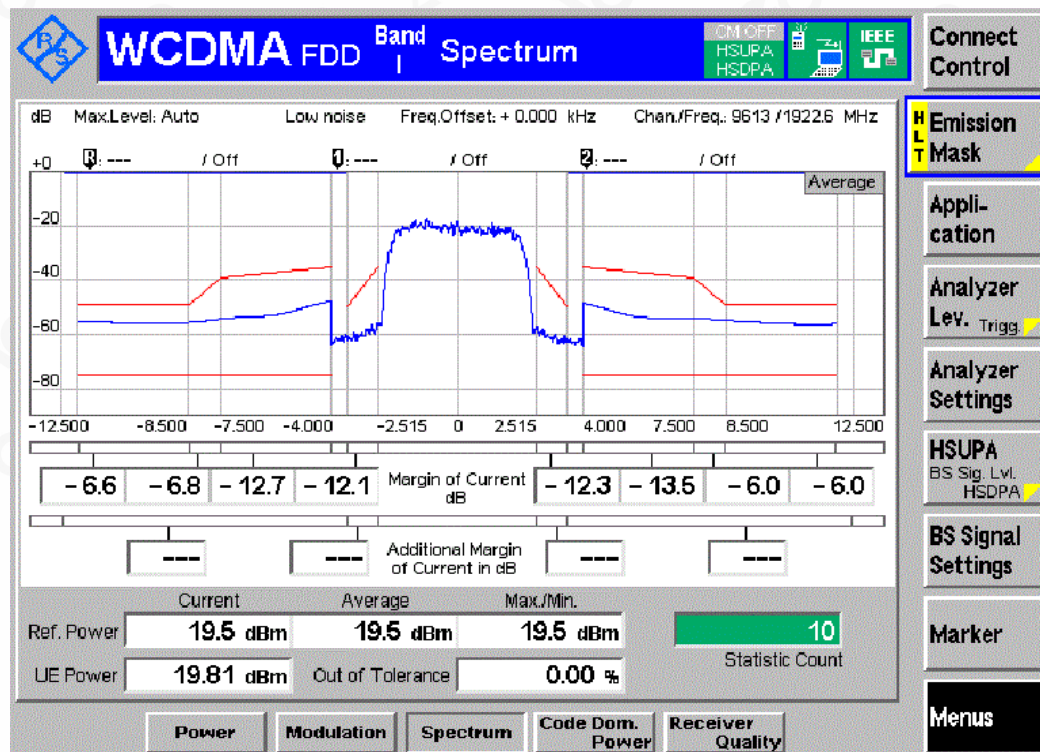 R&S
WCDMA FDD Band I Spectrum
CM OFF
HSUPA
HSDPA
IEEE
Connect
Control
dB Max.Level: Auto Low noise Freq.Offset: + 0.000 kHz Chan./Freq.: 9613 / 1922.6 MHz
HLT
Emission
Mask
+0 R: --- / Off 1: --- / Off 2: --- / Off
Average
Appli-
cation
-20
-40
-60
-80
Analyzer
Lev. Trigg.
Analyzer
Settings
-12.500 -8.500 -7.500 -4.000 -2.515 0 2.515 4.000 7.500 8.500 12.500
HSUPA
BS Sig. Lvl.
HSDPA
- 6.6 - 6.8 - 12.7 - 12.1 Margin of Current dB - 12.3 - 13.5 - 6.0 - 6.0
BS Signal
Settings
--- --- Additional Margin
of Current in dB --- ---
Current Average Max./Min.
Ref. Power 19.5 dBm 19.5 dBm 19.5 dBm 10
Statistic Count
UE Power 19.81 dBm Out of Tolerance 0.00 %
Marker
Menus
Power Modulation Spectrum Code Dom. Power Receiver Quality